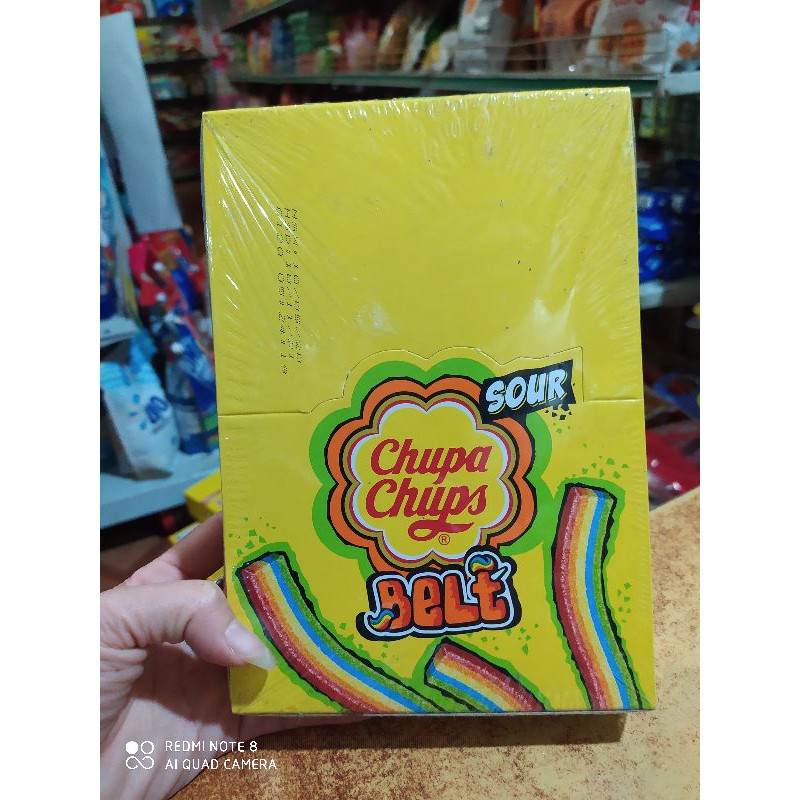 SOUR
Chupa
Chups
®
BELT
REDMI NOTE 8
AI QUAD CAMERA